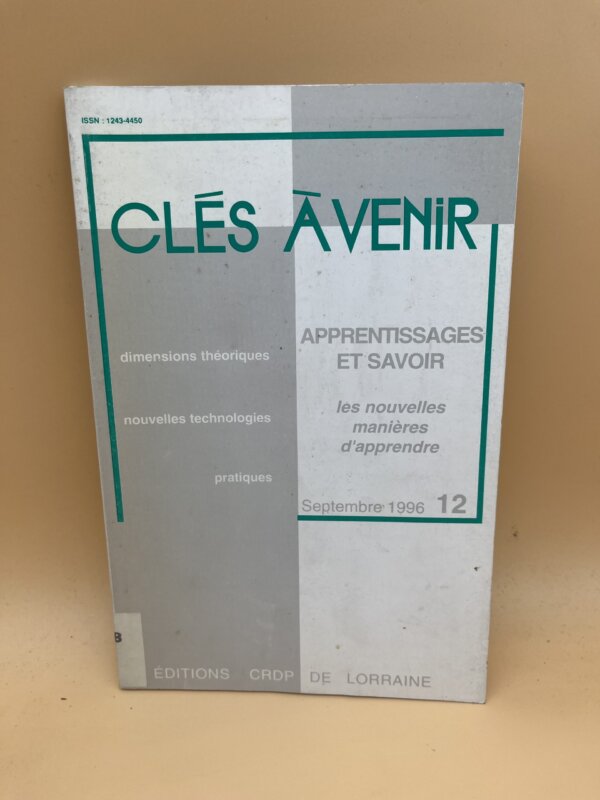 ISSN : 1243-4450
CLÉS ÀVENIR
dimensions théoriques
nouvelles technologies
pratiques
APPRENTISSAGES
ET SAVOIR
les nouvelles
manières
d'apprendre
Septembre 1996 12
B
ÉDITIONS CRDP DE LORRAINE